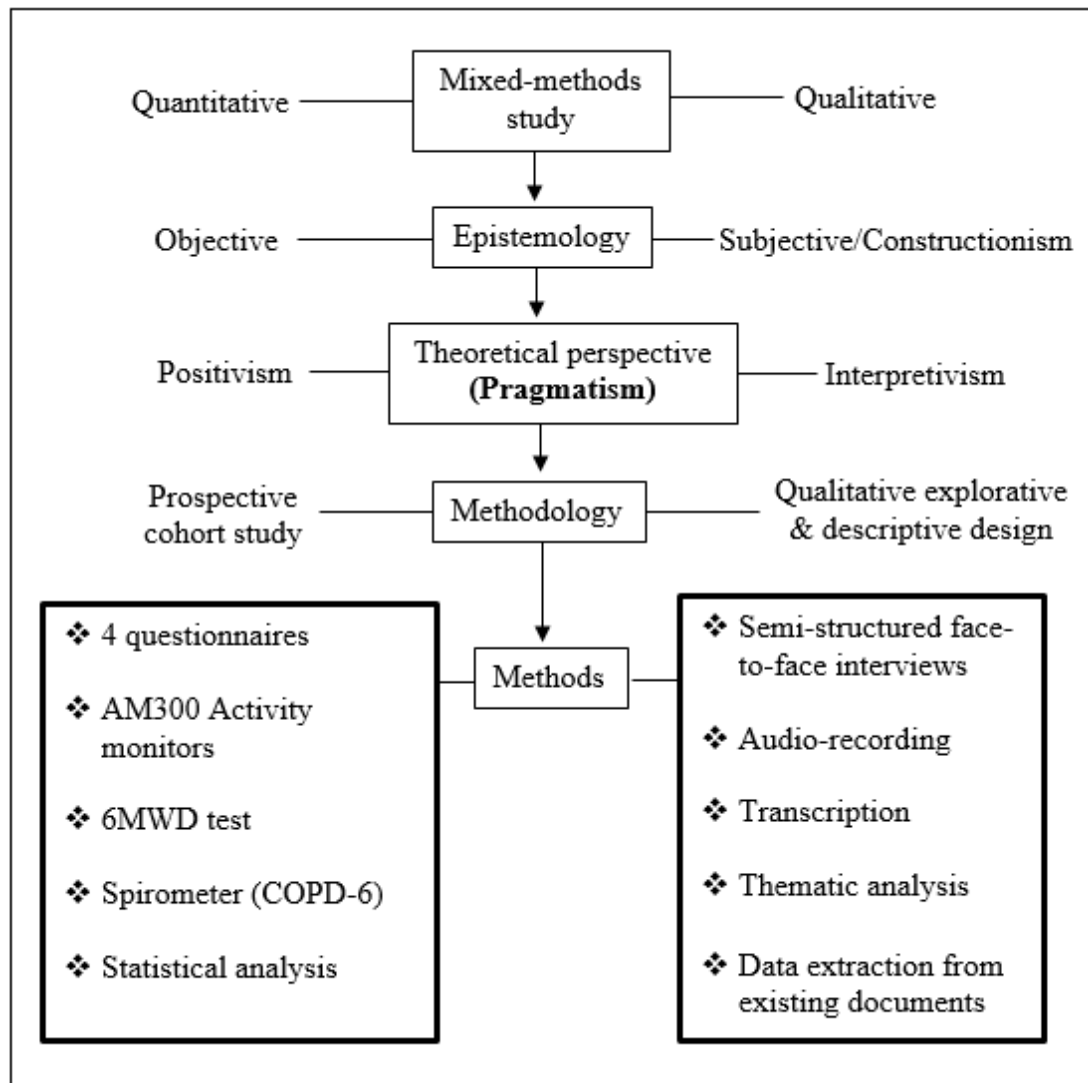 Mixed-methods
study
Quantitative
Qualitative
Objective
Epistemology
Subjective/Constructionism
Positivism
Theoretical perspective
(Pragmatism)
Interpretivism
Prospective
cohort study
Methodology
Qualitative explorative
& descriptive design
❖ 4 questionnaires
❖ AM300 Activity
monitors
❖ 6MWD test
❖ Spirometer (COPD-6)
❖ Statistical analysis
Methods
❖ Semi-structured face-
to-face interviews
❖ Audio-recording
❖ Transcription
❖ Thematic analysis
❖ Data extraction from
existing documents